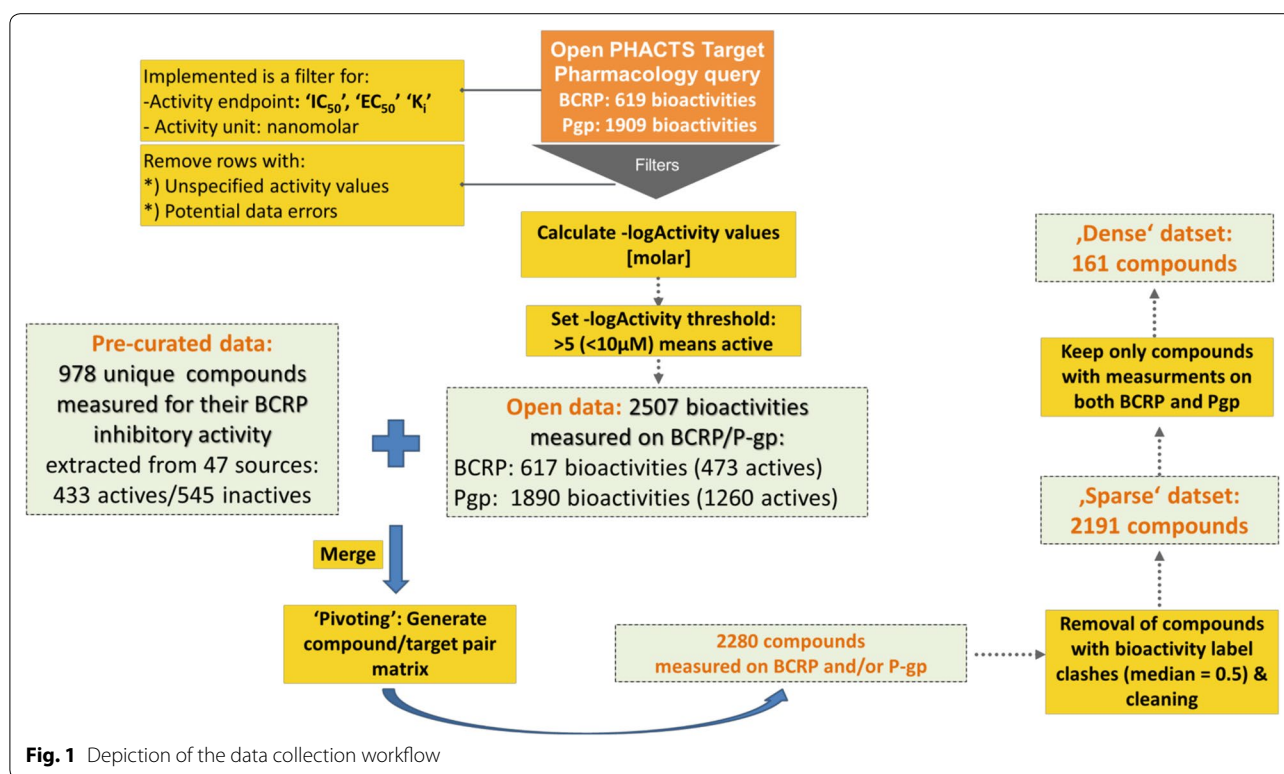 Open PHACTS Target
Pharmacology query
BCRP: 619 bioactivities
Pgp: 1909 bioactivities
Implemented is a filter for:
-Activity endpoint: ‘IC50’, ‘EC50’ ‘Ki’
- Activity unit: nanomolar
Remove rows with:
*) Unspecified activity values
*) Potential data errors
Filters
Calculate -logActivity values
[molar]
Set -logActivity threshold:
>5 (<10µM) means active
Pre-curated data:
978 unique compounds
measured for their BCRP
inhibitory activity
extracted from 47 sources:
433 actives/545 inactives
Open data: 2507 bioactivities
measured on BCRP/P-gp:
BCRP: 617 bioactivities (473 actives)
Pgp: 1890 bioactivities (1260 actives)
Merge
‘Pivoting’: Generate
compound/target pair
matrix
2280 compounds
measured on BCRP and/or P-gp
Removal of compounds
with bioactivity label
clashes (median = 0.5) &
cleaning
‚Sparse‘ datset:
2191 compounds
Keep only compounds
with measurments on
both BCRP and Pgp
‚Dense‘ datset:
161 compounds
Fig. 1 Depiction of the data collection workflow